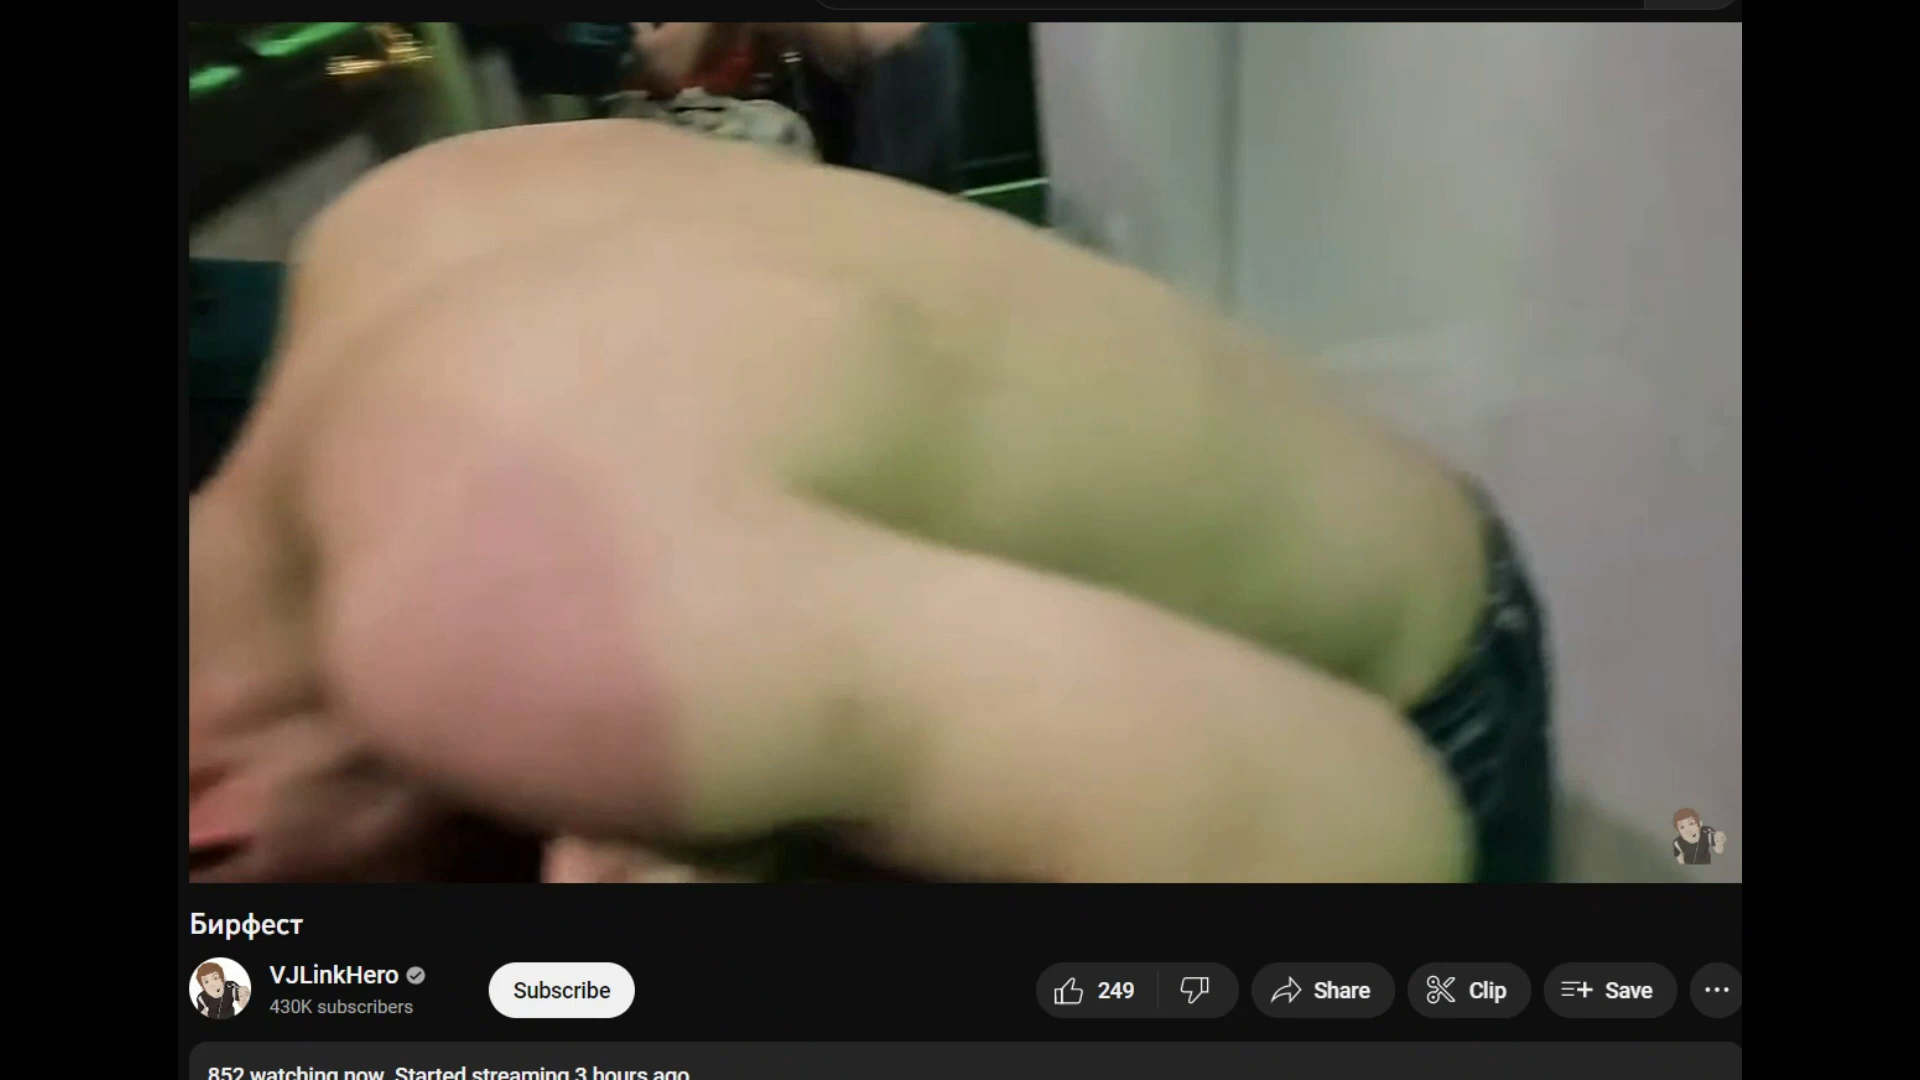 Бирфест
VJLinkHero
430K subscribers
Subscribe
249
Share
Clip
Save
852 watching now Started streaming 3 hours ago